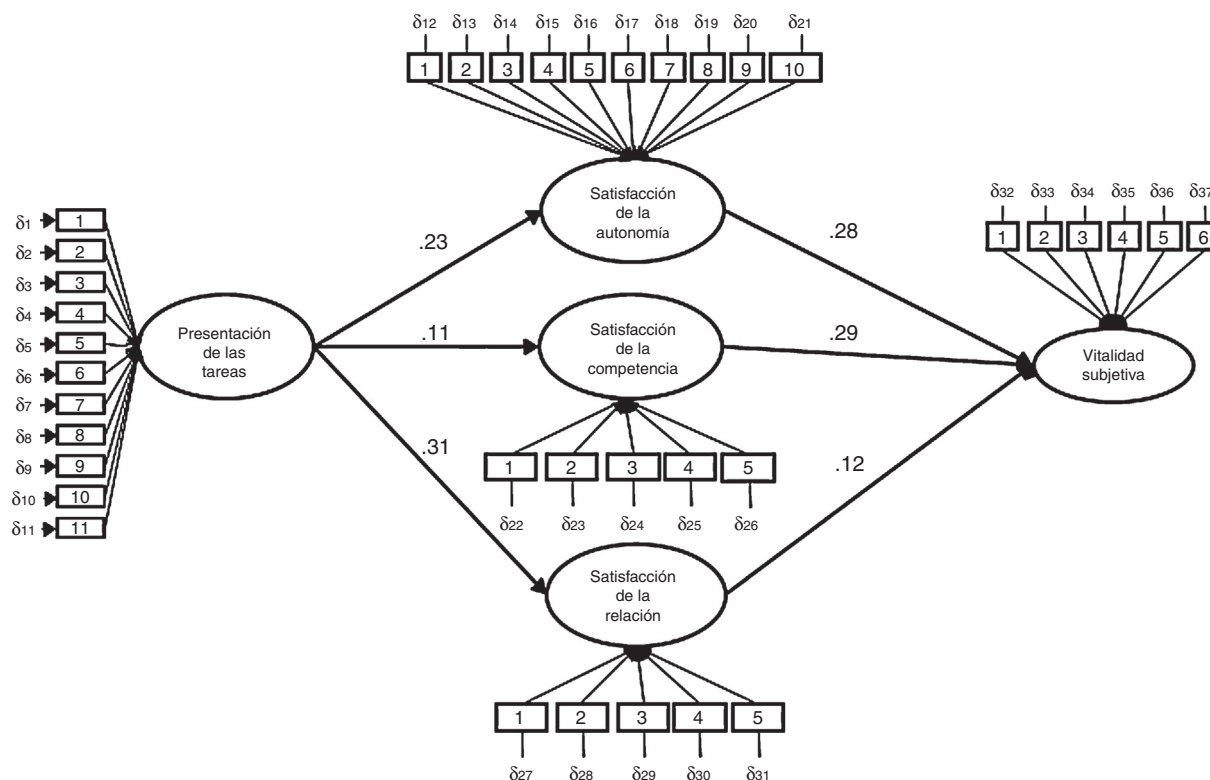 δ12 δ13 δ14 δ15 δ16 δ17 δ18 δ19 δ20 δ21
1 2 3 4 5 6 7 8 9 10
Satisfacción
de la
autonomía
δ32 δ33 δ34 δ35 δ36 δ37
1 2 3 4 5 6
δ1 1
δ2 2
δ3 3
δ4 4
δ5 5
δ6 6
δ7 7
δ8 8
δ9 9
δ10 10
δ11 11
Presentación
de las
tareas
.23
.28
.11
Satisfacción
de la
competencia
.29
Vitalidad
subjetiva
1 2 3 4 5
δ22 δ23 δ24 δ25 δ26
.31
.12
Satisfacción
de la
relación
1 2 3 4 5
δ27 δ28 δ29 δ30 δ31